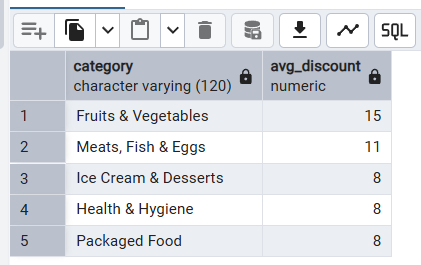 SQL
category avg_discount
character varying (120) numeric
1 Fruits & Vegetables 15
2 Meats, Fish & Eggs 11
3 Ice Cream & Desserts 8
4 Health & Hygiene 8
5 Packaged Food 8